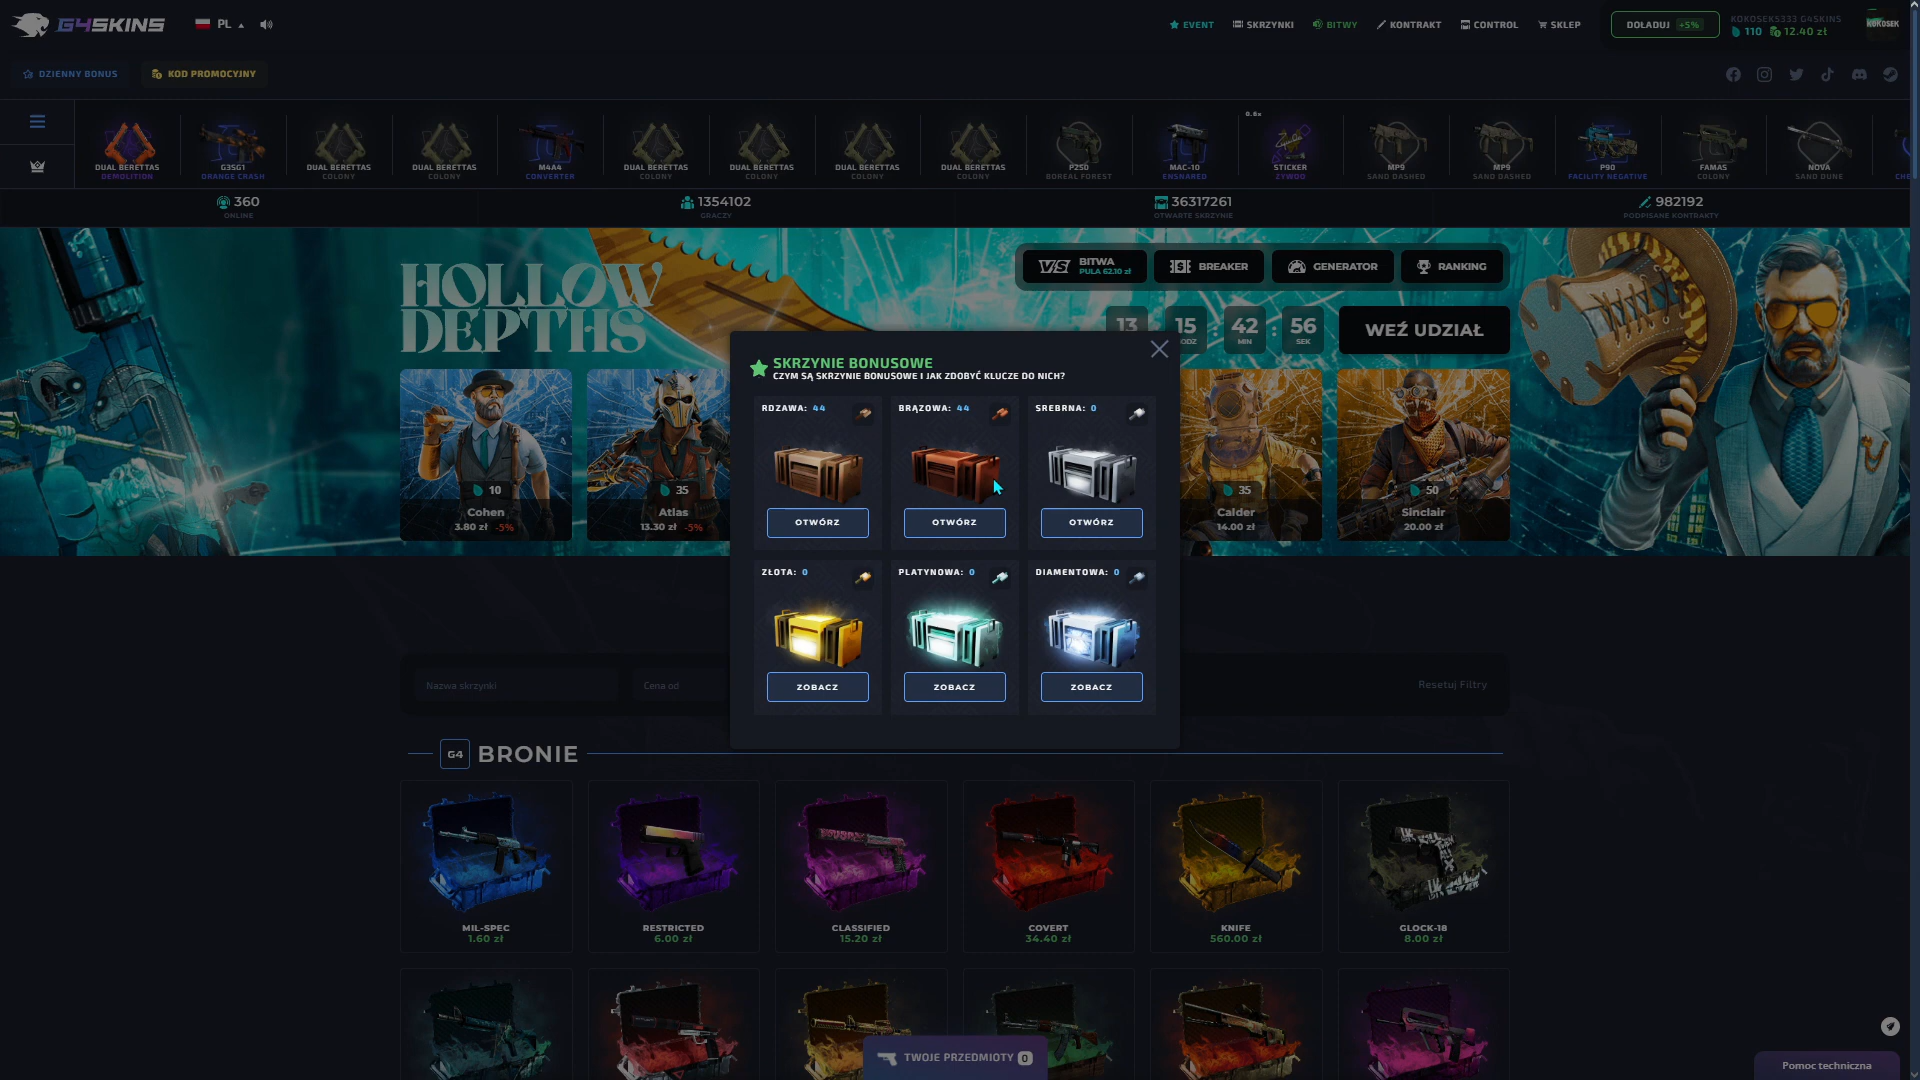 G4SKINS
PL
EVENT
SKRZYNKI
BITWY
KONTRAKT
CONTROL
SKLEP
DOŁADUJ +5%
KOKOSEKS333 G4SKINS
110 12.40 zł
KOKOSEK
DZIENNY BONUS
KOD PROMOCYJNY
DUAL BERETTAS
DEMOLITION
G3SG1
ORANGE CRASH
DUAL BERETTAS
COLONY
DUAL BERETTAS
COLONY
M4A4
CONVERTER
DUAL BERETTAS
COLONY
DUAL BERETTAS
COLONY
DUAL BERETTAS
COLONY
DUAL BERETTAS
COLONY
P250
BOREAL FOREST
MAC-10
ENSNARED
STICKER
ZYWOO
MP9
SAND DASHED
MP9
SAND DASHED
P90
FACILITY NEGATIVE
FAMAS
COLONY
NOVA
SAND DUNE
360
ONLINE
1354102
GRACZY
36317261
OTWARTE SKRZYNIE
982192
PODPISANE KONTRAKTY
HOLLOW
DEPTHS
VS BITWA
PULA 62.10 zł
BREAKER
GENERATOR
RANKING
13 : 15 : 42 : 56
MIN SEK
WEŹ UDZIAŁ
10
Cohen
3.80 zł -5%
35
Atlas
13.30 zł -5%
35
Calder
14.00 zł
50
Sinclair
20.00 zł
SKRZYNIE BONUSOWE
CZYM SĄ SKRZYNIE BONUSOWE I JAK ZDOBYĆ KLUCZE DO NICH?
RDZAWA: 44
OTWÓRZ
BRĄZOWA: 44
OTWÓRZ
SREBRNA: 0
OTWÓRZ
ZŁOTA: 0
ZOBACZ
PLATYNOWA: 0
ZOBACZ
DIAMENTOWA: 0
ZOBACZ
Nazwa skrzynki
Cena od
Resetuj Filtry
G4 BRONIE
MIL-SPEC
1.60 zł
RESTRICTED
6.00 zł
CLASSIFIED
15.20 zł
COVERT
34.40 zł
KNIFE
560.00 zł
GLOCK-18
8.00 zł
TWOJE PRZEDMIOTY 0
Pomoc techniczna